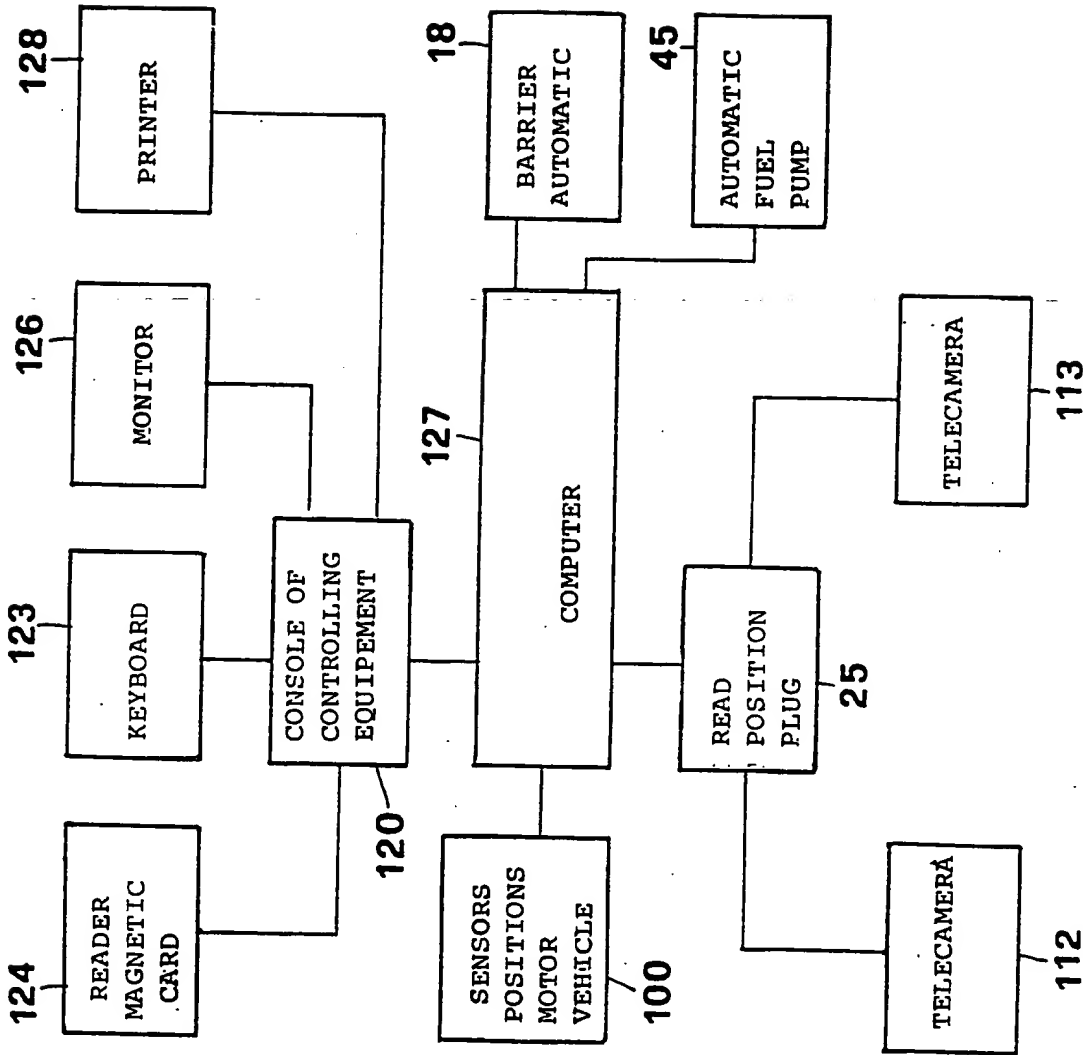 124
READER
MAGNETIC
CARD
123
KEYBOARD
126
MONITOR
128
PRINTER
CONSOLE OF
CONTROLLING
EQUIPEMENT
120
127
COMPUTER
BARRIER
AUTOMATIC
18
AUTOMATIC
FUEL
PUMP
45
SENSORS
POSITIONS
MOTOR
VEHICLE
100
READ
POSITION
PLUG
25
TELECAMERA
112
TELECAMERA
113